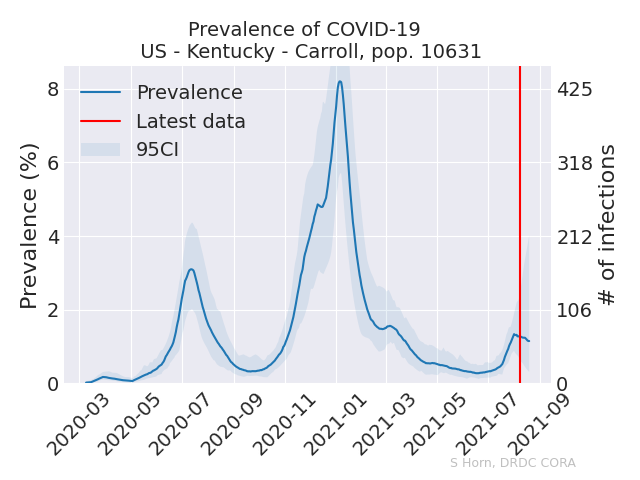 Prevalence of COVID-19
US - Kentucky - Carroll, pop. 10631
Prevalence
Latest data
95CI
Prevalence (%)
8
6
4
2
0
# of infections
425
318
212
106
0
2020-03
2020-05
2020-07
2020-09
2020-11
2021-01
2021-03
2021-05
2021-07
2021-09
S Horn, DRDC CORA